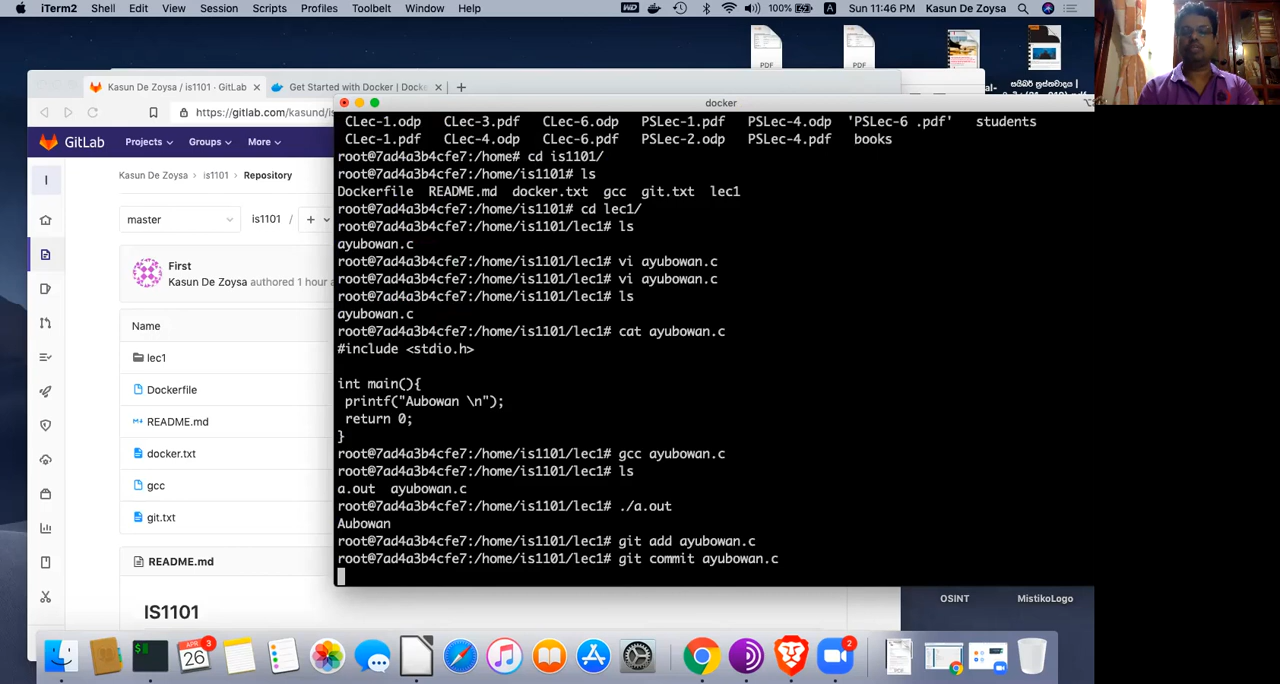 iTerm2 Shell Edit View Session Scripts Profiles Toolbelt Window Help
100% Sun 11:46 PM Kasun De Zoysa
PDF PDF
Kasun De Zoysa / is1101 · GitLab
Get Started with Docker | Docke
https://gitlab.com/kasund/is
GitLab Projects Groups More
Kasun De Zoysa › is1101 › Repository
I
master is1101 / +
First
Kasun De Zoysa authored 1 hour a
Name
lec1
Dockerfile
README.md
docker.txt
gcc
git.txt
README.md
IS1101
docker
CLec-1.odp CLec-3.pdf CLec-6.odp PSLec-1.pdf PSLec-4.odp 'PSLec-6 .pdf' students
CLec-1.pdf CLec-4.odp CLec-6.pdf PSLec-2.odp PSLec-4.pdf books
root@7ad4a3b4cfe7:/home# cd is1101/
root@7ad4a3b4cfe7:/home/is1101# ls
Dockerfile README.md docker.txt gcc git.txt lec1
root@7ad4a3b4cfe7:/home/is1101# cd lec1/
root@7ad4a3b4cfe7:/home/is1101/lec1# ls
ayubowan.c
root@7ad4a3b4cfe7:/home/is1101/lec1# vi ayubowan.c
root@7ad4a3b4cfe7:/home/is1101/lec1# vi ayubowan.c
root@7ad4a3b4cfe7:/home/is1101/lec1# ls
ayubowan.c
root@7ad4a3b4cfe7:/home/is1101/lec1# cat ayubowan.c
#include <stdio.h>
int main(){
printf("Aubowan \n");
return 0;
}
root@7ad4a3b4cfe7:/home/is1101/lec1# gcc ayubowan.c
root@7ad4a3b4cfe7:/home/is1101/lec1# ls
a.out ayubowan.c
root@7ad4a3b4cfe7:/home/is1101/lec1# ./a.out
Aubowan
root@7ad4a3b4cfe7:/home/is1101/lec1# git add ayubowan.c
root@7ad4a3b4cfe7:/home/is1101/lec1# git commit ayubowan.c
OSINT MistikoLogo
APR 3
26
2